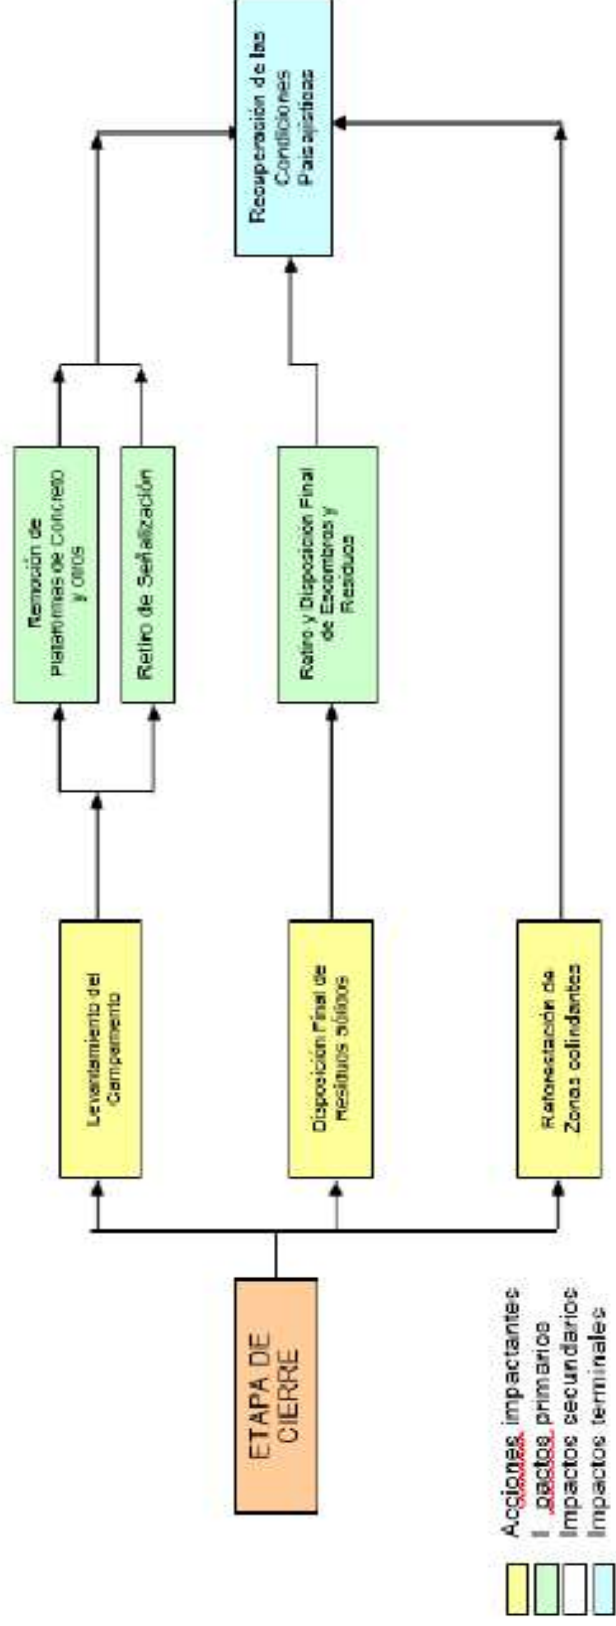 ETAPA DE
CIERRE
Levantamiento del
Campamento
Disposición Final de
Residuos Sólidos
Reforestación de
Zonas colindantes
Remoción de
Plataformas de Concreto
y otros
Retiro de Señalización
Retiro y Disposición Final
de Escombros y
Residuos
Recuperación de las
Condiciones
Paisajísticas
Acciones impactantes
I pactos primarios
Impactos secundarios
Impactos terminales